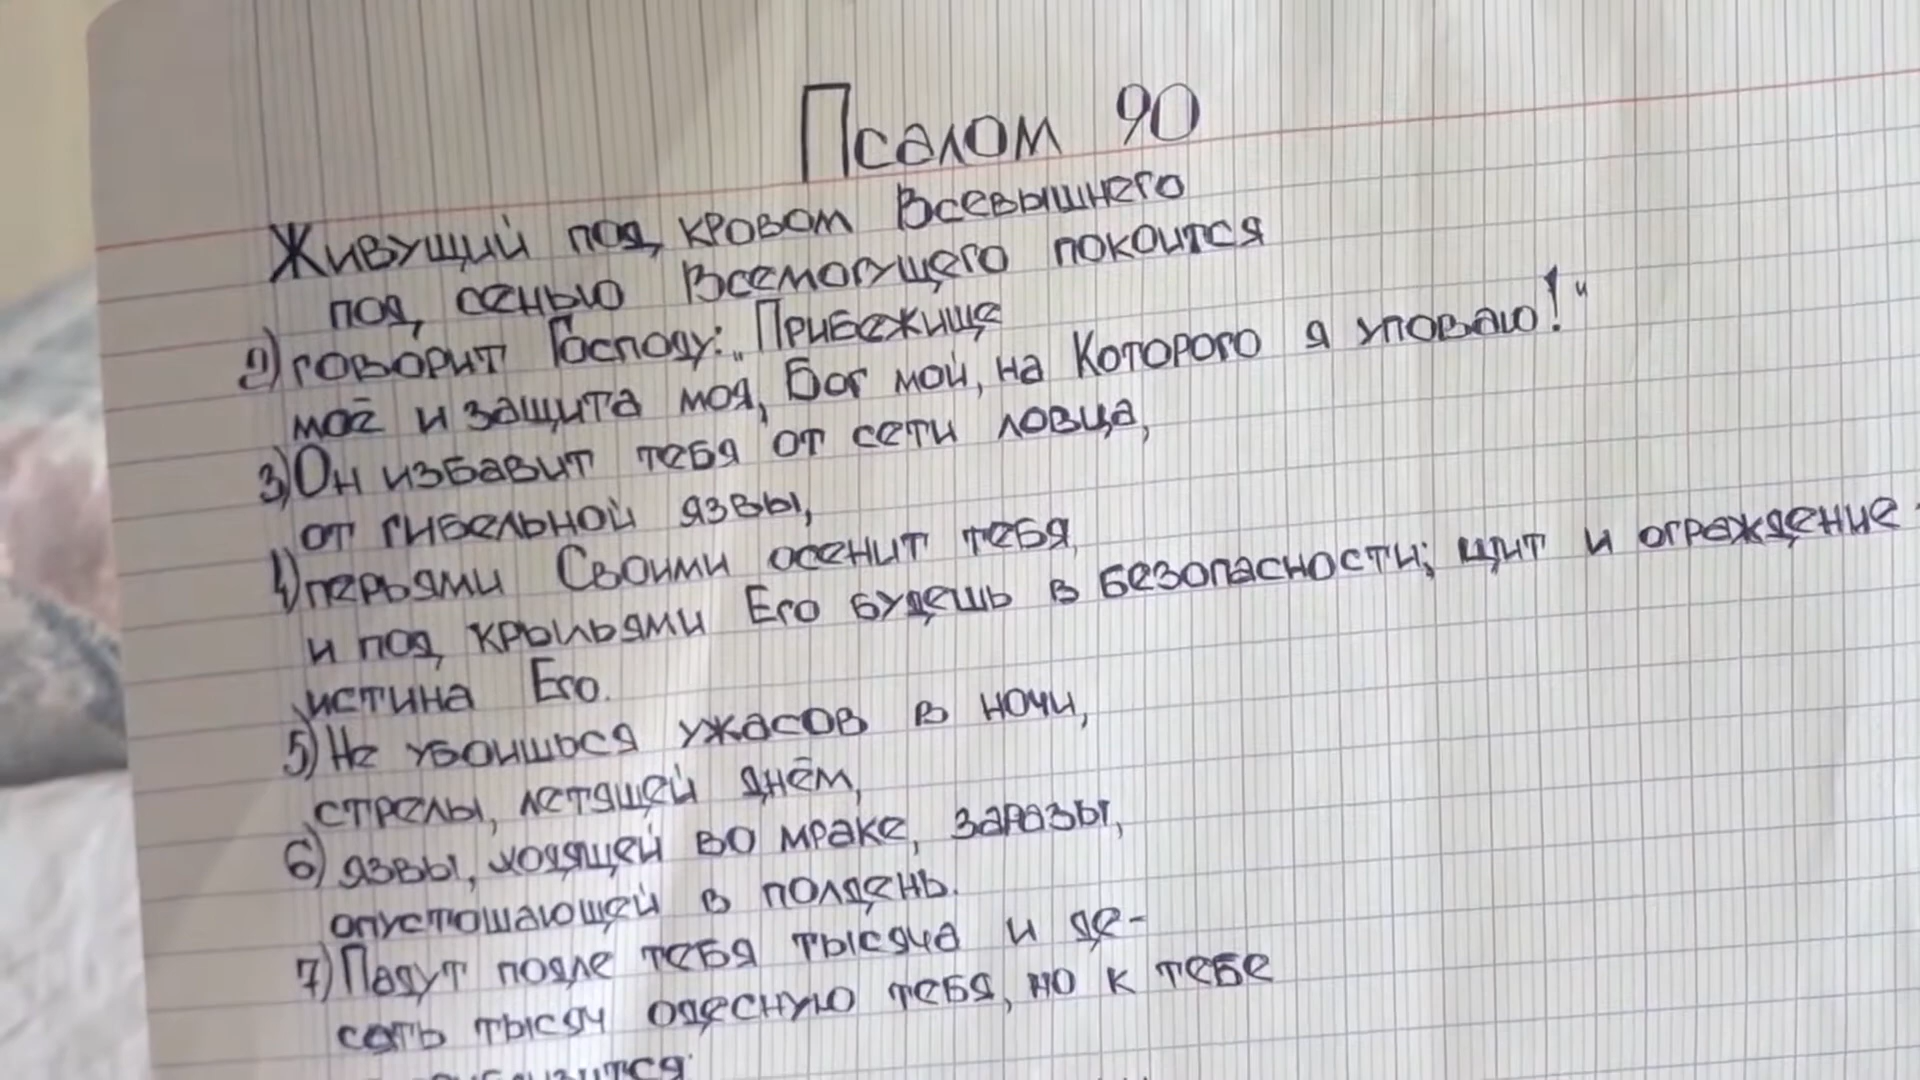 Псалом 90
Живущий под кровом Всевышнего
под сенью Всемогущего покоится
2) говорит Господу: „Прибежище
моё и защита моя, Бог мой, на Которого я уповаю!"
3) Он избавит тебя от сети ловца,
от гибельной язвы,
4) перьями Своими осенит тебя,
и под крыльями Его будешь в безопасности; щит и ограждение -
истина Его.
5) Не убоишься ужасов в ночи,
стрелы, летящей днём,
6) язвы, ходящей во мраке, заразы,
опустошающей в полдень.
7) Падут подле тебя тысяча и де-
сять тысяч одесную тебя, но к тебе